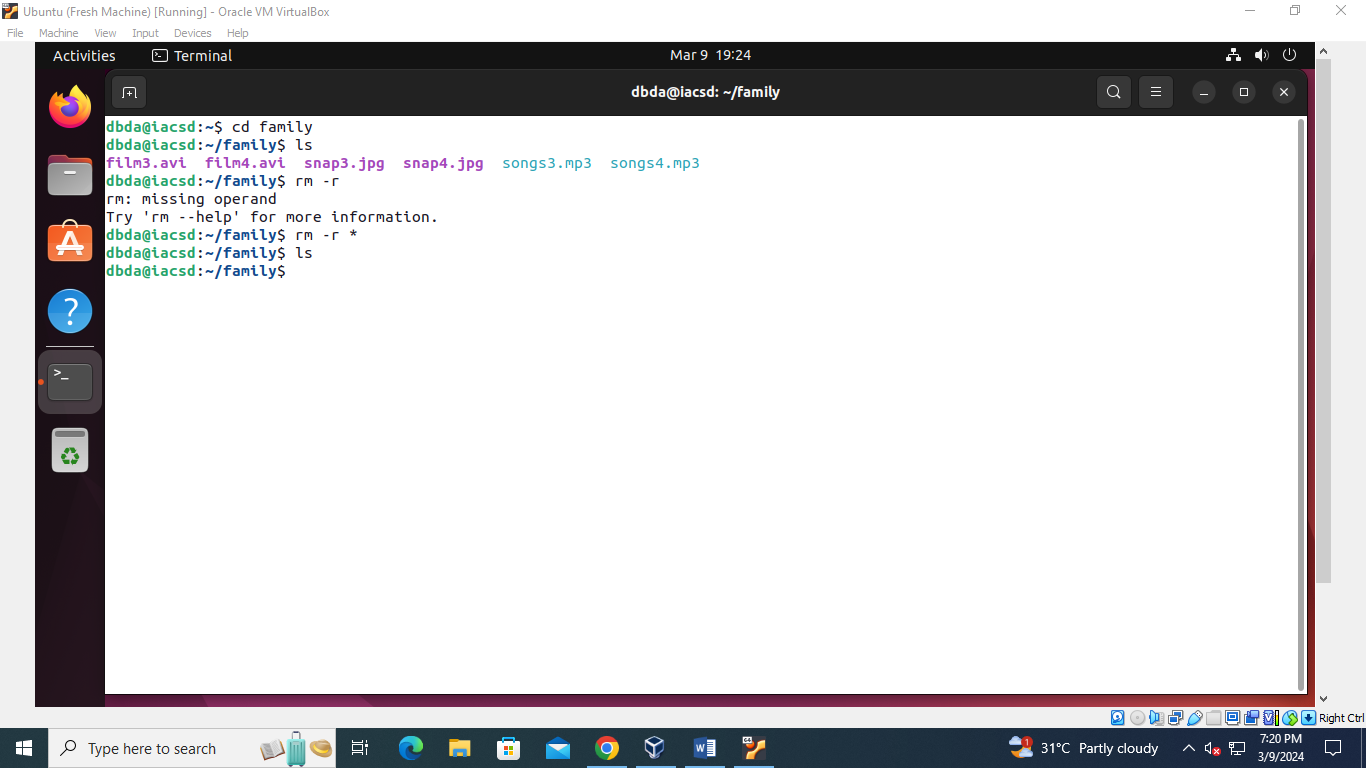 Ubuntu (Fresh Machine) [Running] - Oracle VM VirtualBox
File Machine View Input Devices Help
Activities Terminal Mar 9 19:24
dbda@iacsd: ~/family
dbda@iacsd:~$ cd family
dbda@iacsd:~/family$ ls
film3.avi film4.avi snap3.jpg snap4.jpg songs3.mp3 songs4.mp3
dbda@iacsd:~/family$ rm -r
rm: missing operand
Try 'rm --help' for more information.
dbda@iacsd:~/family$ rm -r *
dbda@iacsd:~/family$ ls
dbda@iacsd:~/family$
Right Ctrl
Type here to search
31°C Partly cloudy
7:20 PM
3/9/2024